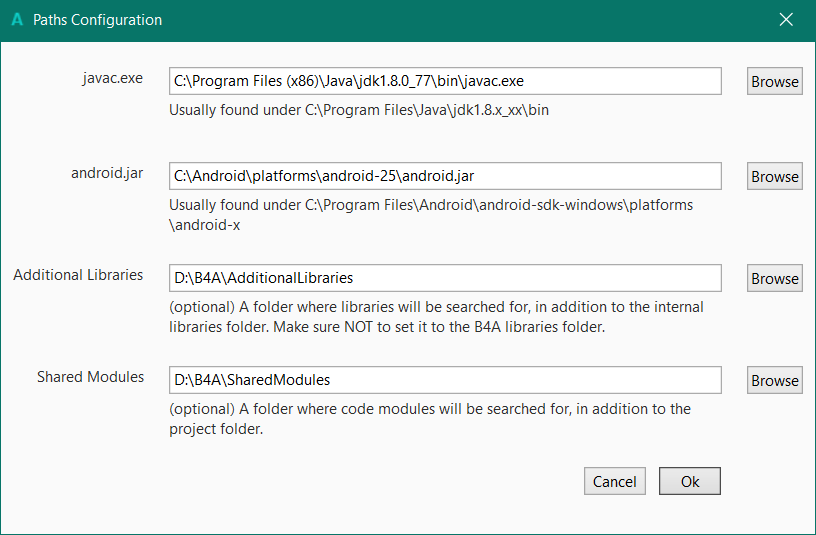 A Paths Configuration
javac.exe C:\Program Files (x86)\Java\jdk1.8.0_77\bin\javac.exe Browse
Usually found under C:\Program Files\Java\jdk1.8.x_xx\bin
android.jar C:\Android\platforms\android-25\android.jar Browse
Usually found under C:\Program Files\Android\android-sdk-windows\platforms
\android-x
Additional Libraries D:\B4A\AdditionalLibraries Browse
(optional) A folder where libraries will be searched for, in addition to the internal
libraries folder. Make sure NOT to set it to the B4A libraries folder.
Shared Modules D:\B4A\SharedModules Browse
(optional) A folder where code modules will be searched for, in addition to the
project folder.
Cancel Ok